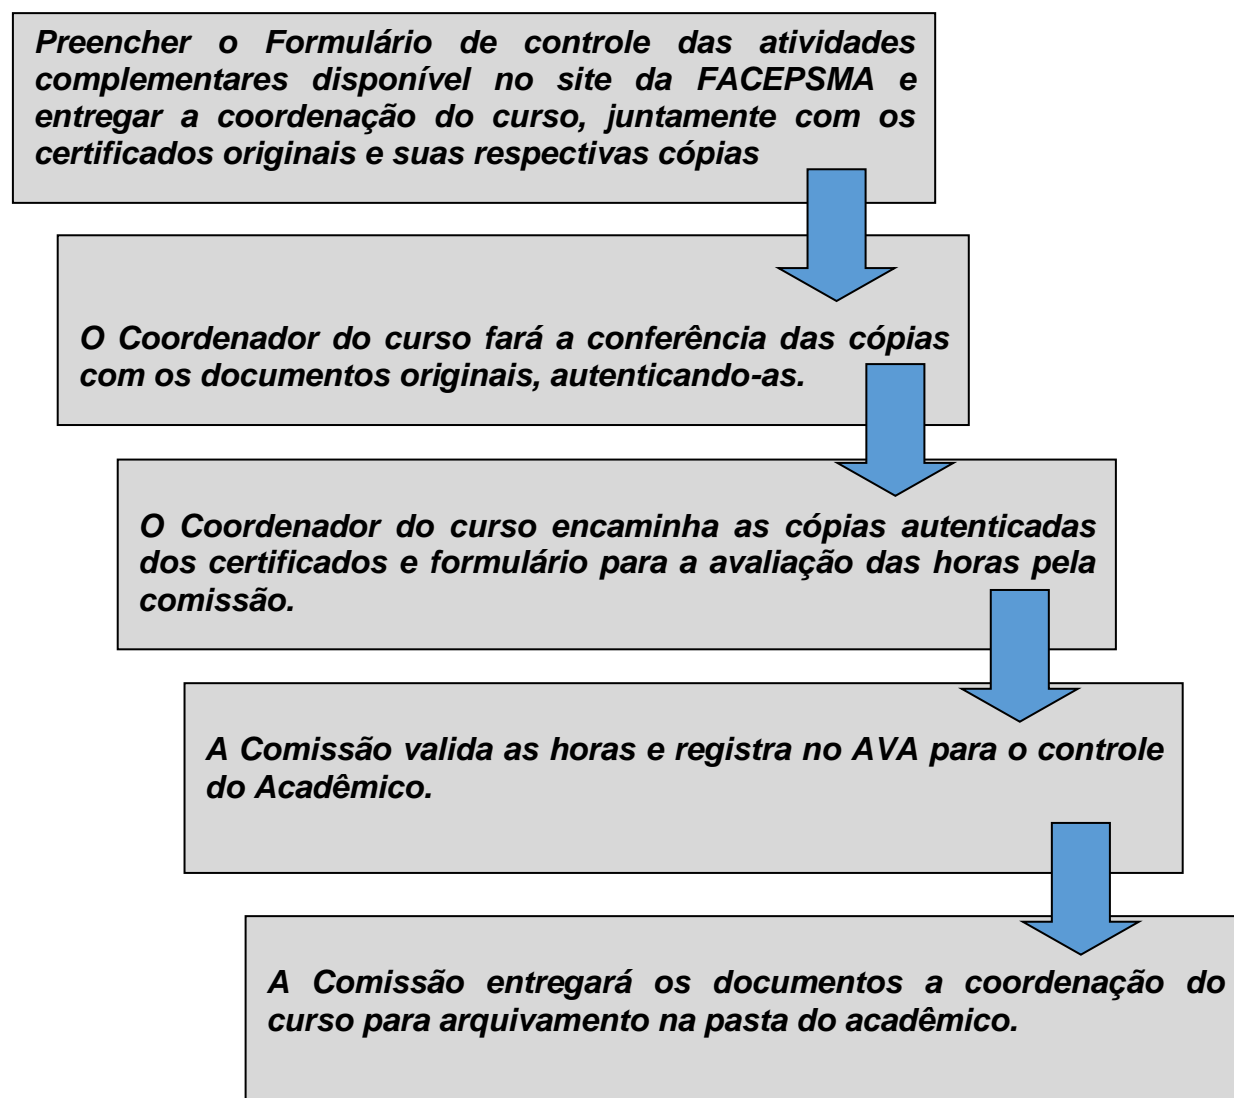 Preencher o Formulário de controle das atividades
complementares disponível no site da FACEPSMA e
entregar a coordenação do curso, juntamente com os
certificados originais e suas respectivas cópias
O Coordenador do curso fará a conferência das cópias
com os documentos originais, autenticando-as.
O Coordenador do curso encaminha as cópias autenticadas
dos certificados e formulário para a avaliação das horas pela
comissão.
A Comissão valida as horas e registra no AVA para o controle
do Acadêmico.
A Comissão entregará os documentos a coordenação do
curso para arquivamento na pasta do acadêmico.